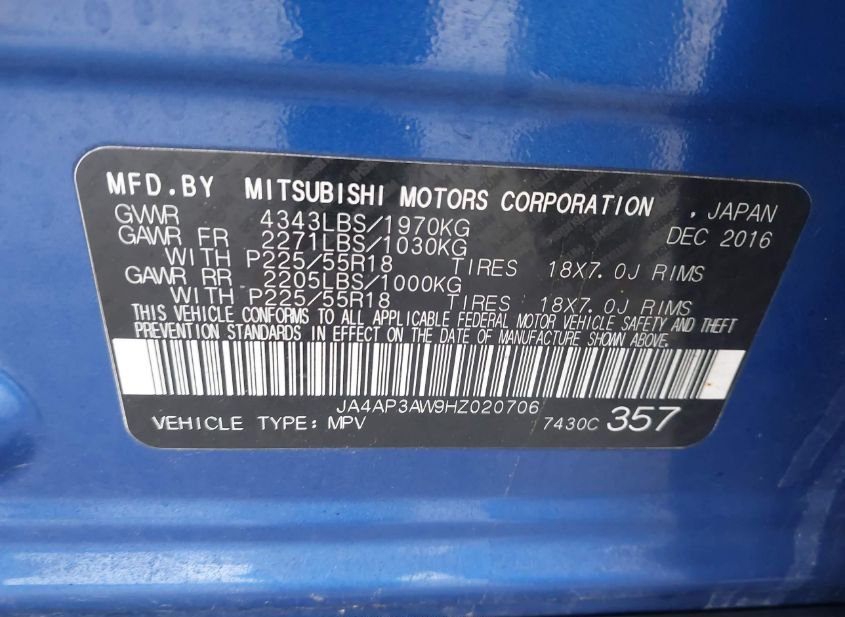 MFD.BY MITSUBISHI MOTORS CORPORATION , JAPAN
GVWR 4343LBS/1970KG DEC 2016
GAWR FR 2271LBS/1030KG
WITH P225/55R18 TIRES 18X7.0J RIMS
GAWR RR 2205LBS/1000KG
WITH P225/55R18 TIRES 18X7.0J RIMS
THIS VEHICLE CONFORMS TO ALL APPLICABLE FEDERAL MOTOR VEHICLE SAFETY AND THEFT
PREVENTION STANDARDS IN EFFECT ON THE DATE OF MANUFACTURE SHOWN ABOVE.
JA4AP3AW9HZ020706
VEHICLE TYPE: MPV 7430C 357